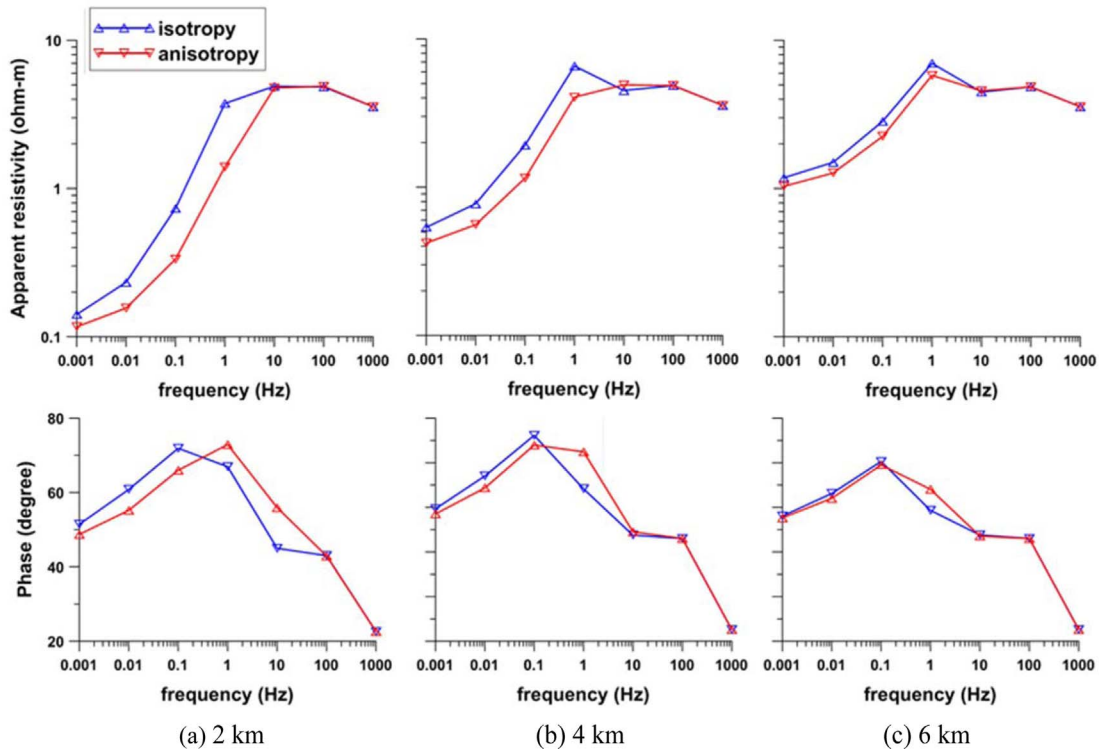 isotropy
anisotropy
Apparent resistivity (ohm-m)
10
1
0.1
0.001 0.01 0.1 1 10 100 1000
0.001 0.01 0.1 1 10 100 1000
0.001 0.01 0.1 1 10 100 1000
frequency (Hz)
frequency (Hz)
frequency (Hz)
Phase (degree)
80
60
40
20
0.001 0.01 0.1 1 10 100 1000
0.001 0.01 0.1 1 10 100 1000
0.001 0.01 0.1 1 10 100 1000
frequency (Hz)
frequency (Hz)
frequency (Hz)
(a) 2 km
(b) 4 km
(c) 6 km